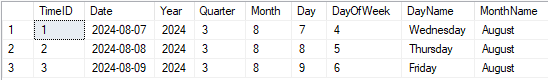 TimeID Date Year Quarter Month Day DayOfWeek DayName MonthName
1 1 2024-08-07 2024 3 8 7 4 Wednesday August
2 2 2024-08-08 2024 3 8 8 5 Thursday August
3 3 2024-08-09 2024 3 8 9 6 Friday August